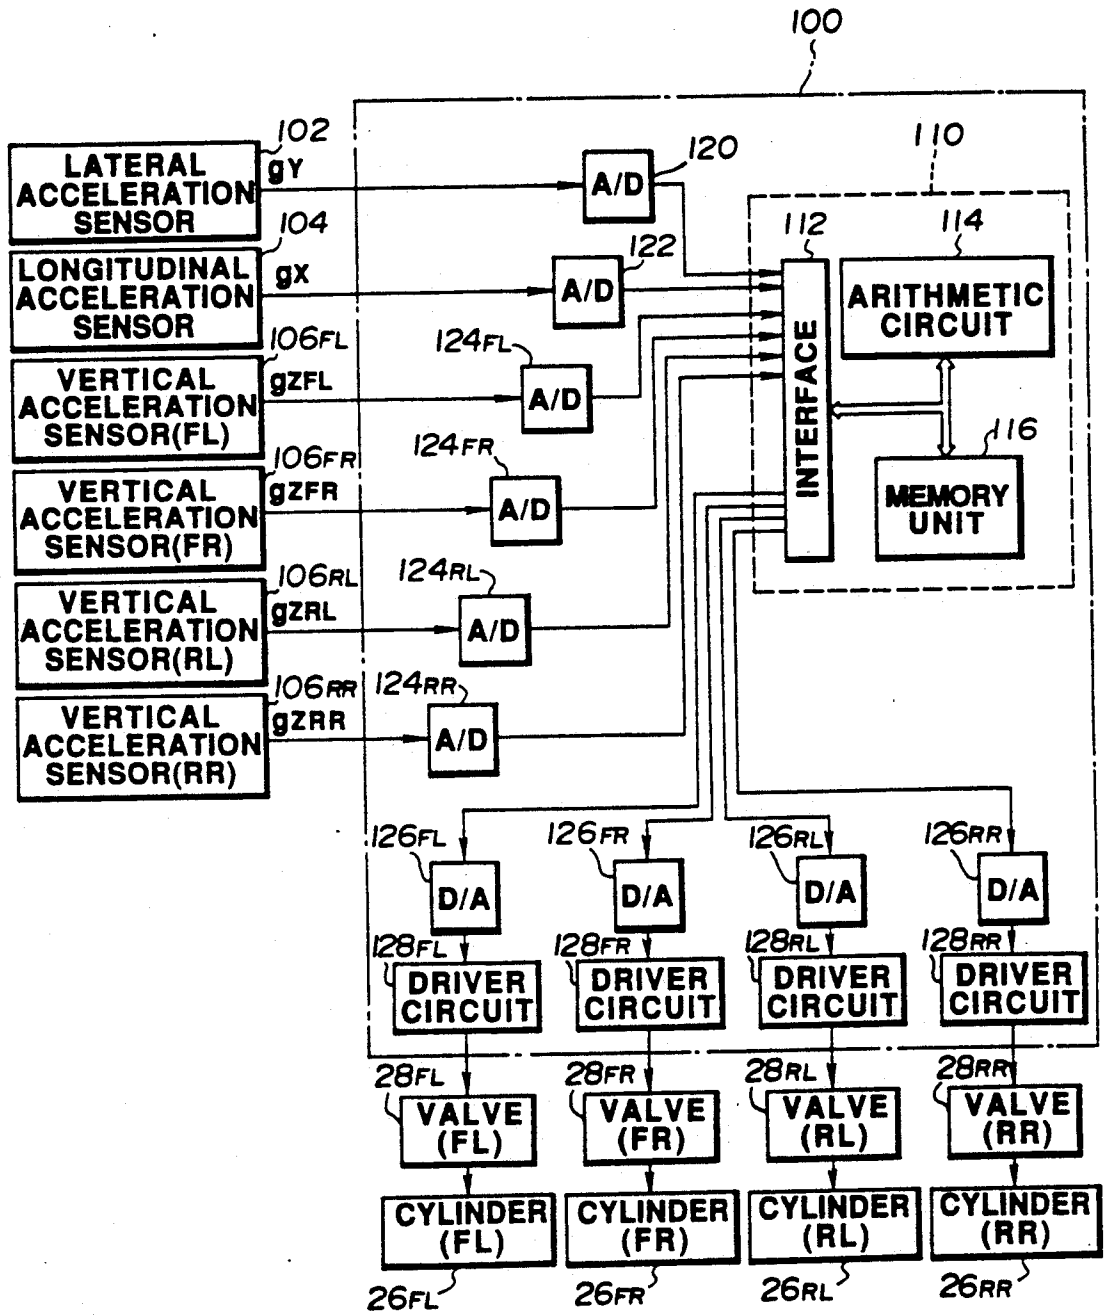 100
102
LATERAL
ACCELERATION
SENSOR
gY
A/D
120
110
104
LONGITUDINAL
ACCELERATION
SENSOR
gX
A/D
122
112
INTERFACE
114
ARITHMETIC
CIRCUIT
116
MEMORY
UNIT
106FL
VERTICAL
ACCELERATION
SENSOR(FL)
gZFL
124FL
A/D
106FR
VERTICAL
ACCELERATION
SENSOR(FR)
gZFR
124FR
A/D
106RL
VERTICAL
ACCELERATION
SENSOR(RL)
gZRL
124RL
A/D
106RR
VERTICAL
ACCELERATION
SENSOR(RR)
gZRR
124RR
A/D
126FL
D/A
126FR
D/A
126RL
D/A
126RR
D/A
128FL
DRIVER
CIRCUIT
128FR
DRIVER
CIRCUIT
128RL
DRIVER
CIRCUIT
128RR
DRIVER
CIRCUIT
28FL
VALVE
(FL)
28FR
VALVE
(FR)
28RL
VALVE
(RL)
28RR
VALVE
(RR)
CYLINDER
(FL)
26FL
CYLINDER
(FR)
26FR
CYLINDER
(RL)
26RL
CYLINDER
(RR)
26RR